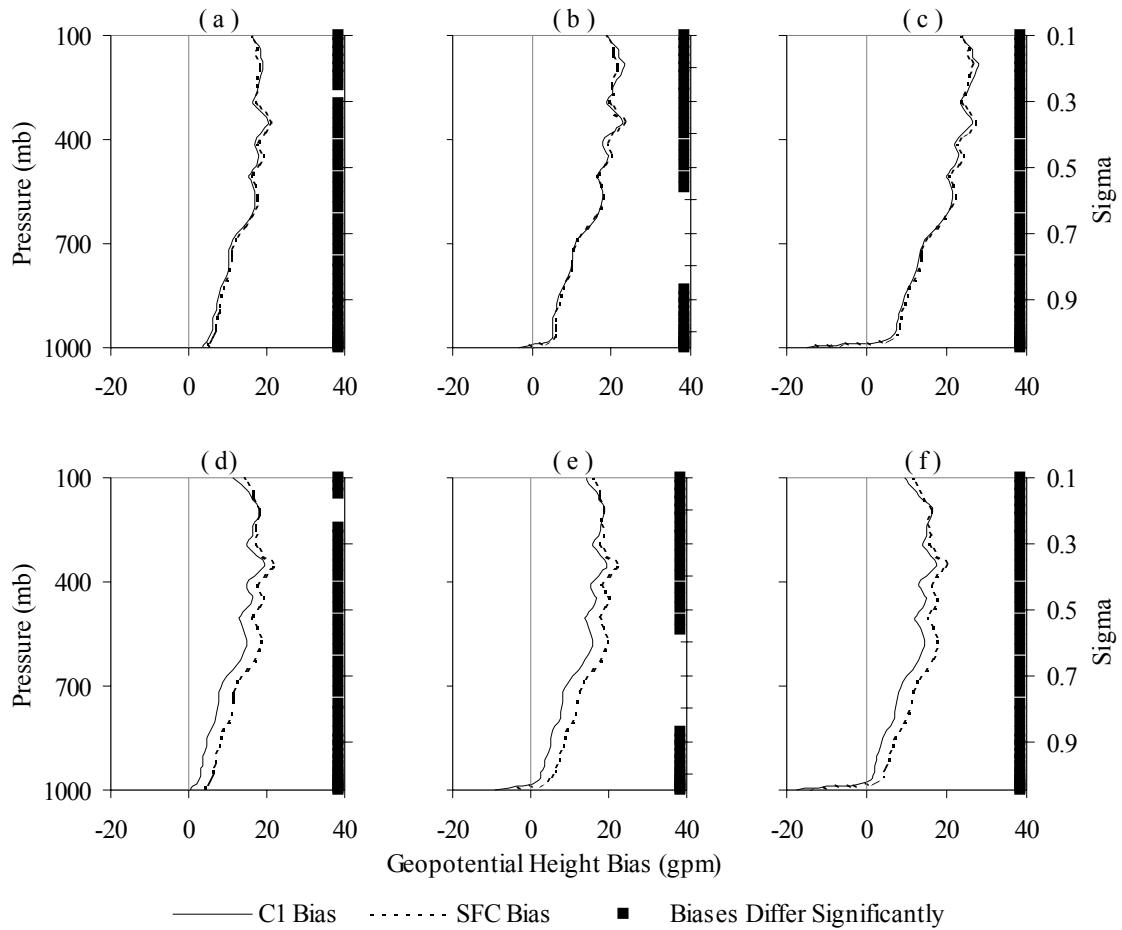 ( a ) ( b ) ( c )
100 0.1
0.3
400
0.5
Pressure (mb) Sigma
700 0.7
0.9
1000
-20 0 20 40 -20 0 20 40 -20 0 20 40
( d ) ( e ) ( f )
100 0.1
0.3
400
0.5
Pressure (mb) Sigma
700 0.7
0.9
1000
-20 0 20 40 -20 0 20 40 -20 0 20 40
Geopotential Height Bias (gpm)
C1 Bias SFC Bias Biases Differ Significantly